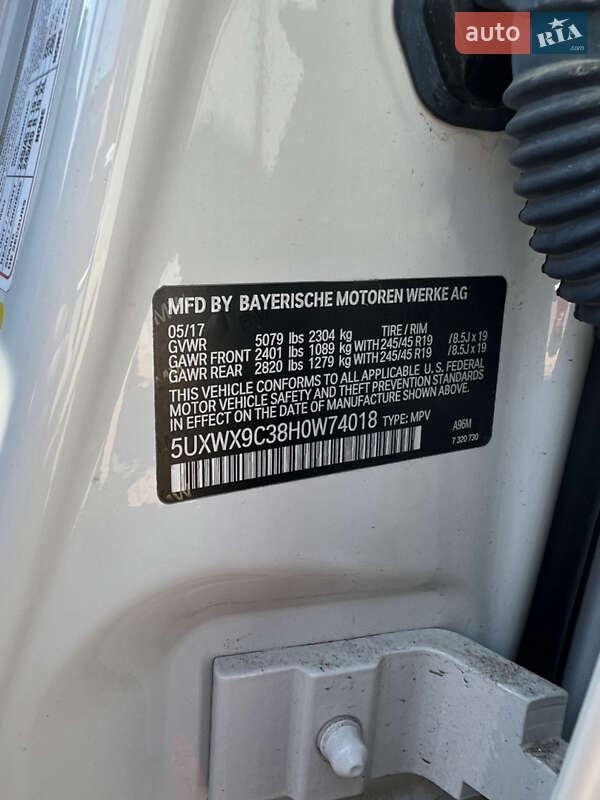 auto RIA
.com
MFD BY BAYERISCHE MOTOREN WERKE AG
05/17
GVWR 5079 lbs 2304 kg TIRE / RIM
GAWR FRONT 2401 lbs 1089 kg WITH 245/45 R19 /8.5J x 19
GAWR REAR 2820 lbs 1279 kg WITH 245/45 R19 /8.5J x 19
THIS VEHICLE CONFORMS TO ALL APPLICABLE U.S. FEDERAL
MOTOR VEHICLE SAFETY AND THEFT PREVENTION STANDARDS
IN EFFECT ON THE DATE OF MANUFACTURE SHOWN ABOVE.
5UXWX9C38H0W74018 TYPE: MPV
A96M
7 320 730